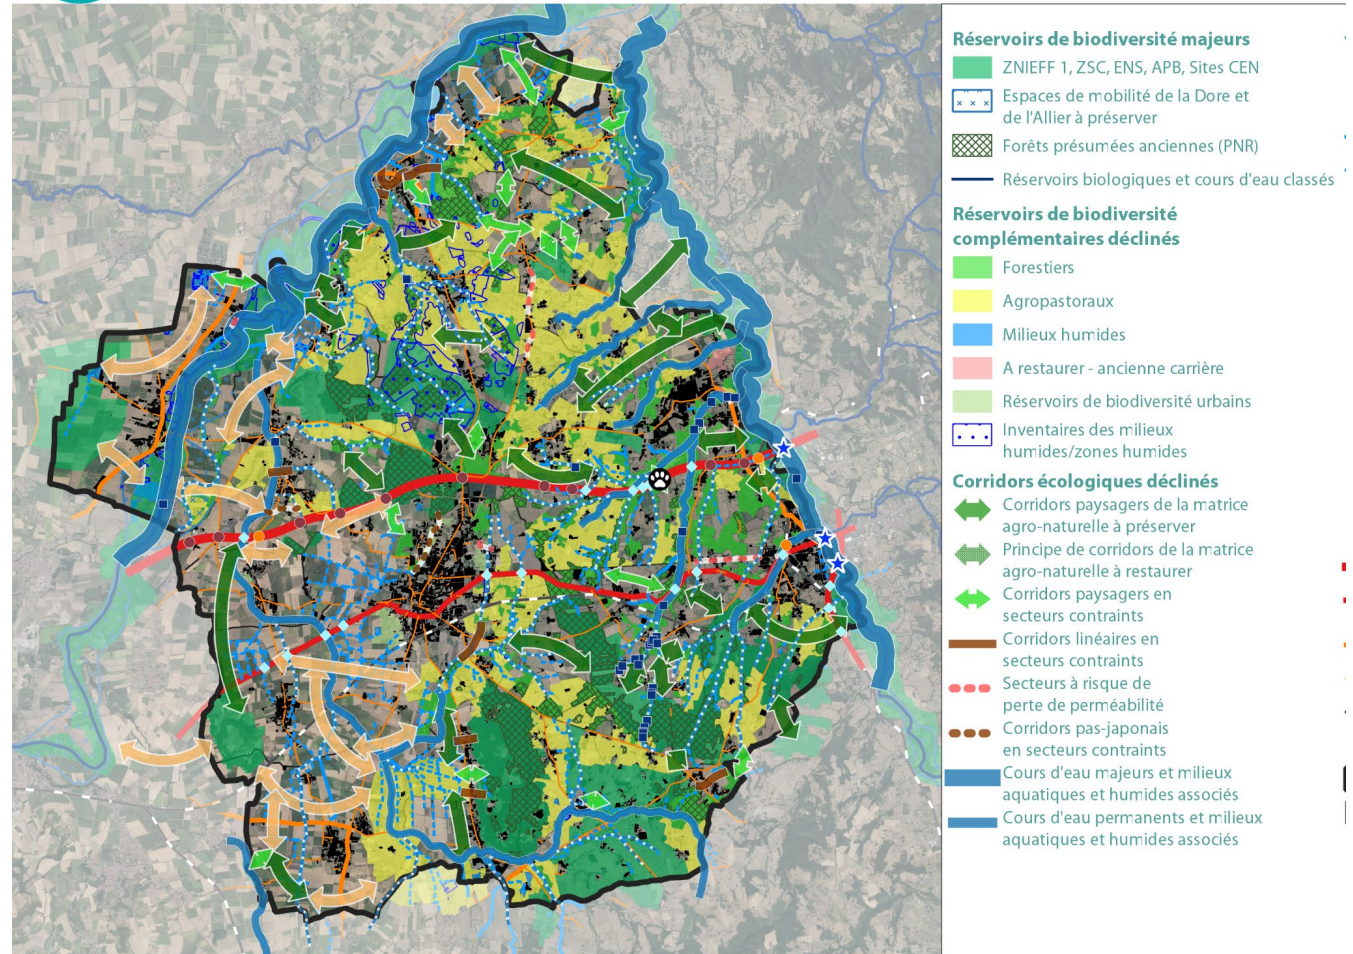 Réservoirs de biodiversité majeurs
ZNIEFF 1, ZSC, ENS, APB, Sites CEN
Espaces de mobilité de la Dore et
de l'Allier à préserver
Forêts présumées anciennes (PNR)
Réservoirs biologiques et cours d'eau classés
Réservoirs de biodiversité
complémentaires déclinés
Forestiers
Agropastoraux
Milieux humides
A restaurer - ancienne carrière
Réservoirs de biodiversité urbains
Inventaires des milieux
humides/zones humides
Corridors écologiques déclinés
Corridors paysagers de la matrice
agro-naturelle à préserver
Principe de corridors de la matrice
agro-naturelle à restaurer
Corridors paysagers en
secteurs contraints
Corridors linéaires en
secteurs contraints
Secteurs à risque de
perte de perméabilité
Corridors pas-japonais
en secteurs contraints
Cours d'eau majeurs et milieux
aquatiques et humides associés
Cours d'eau permanents et milieux
aquatiques et humides associés